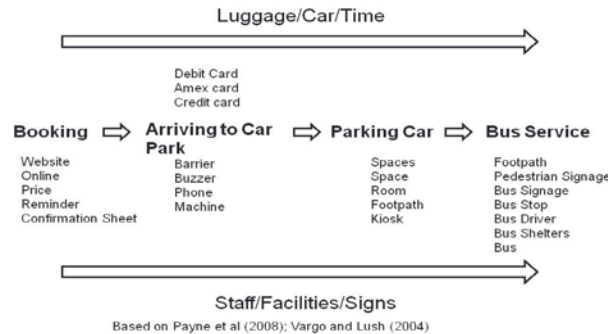 Luggage/Car/Time
Debit Card
Amex card
Credit card
Booking
Website
Online
Price
Reminder
Confirmation Sheet
Arriving to Car
Park
Barrier
Buzzer
Phone
Machine
Parking Car
Spaces
Space
Room
Footpath
Kiosk
Bus Service
Footpath
Pedestrian Signage
Bus Signage
Bus Stop
Bus Driver
Bus Shelters
Bus
Staff/Facilities/Signs
Based on Payne et al (2008); Vargo and Lush (2004)